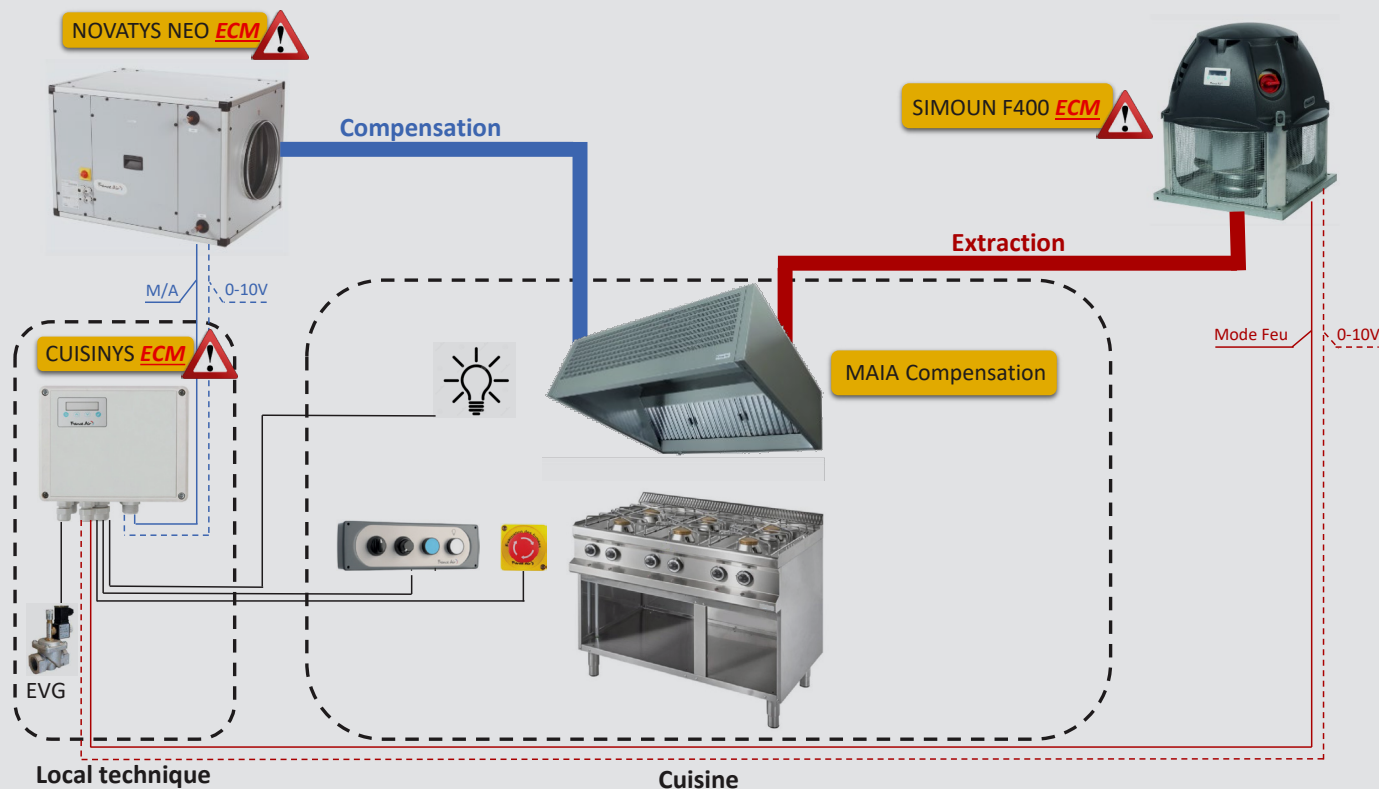 NOVATYS NEO ECM
SIMOUN F400 ECM
Compensation
Extraction
M/A
0-10V
Mode Feu
0-10V
CUISINYS ECM
MAIA Compensation
EVG
Local technique
Cuisine